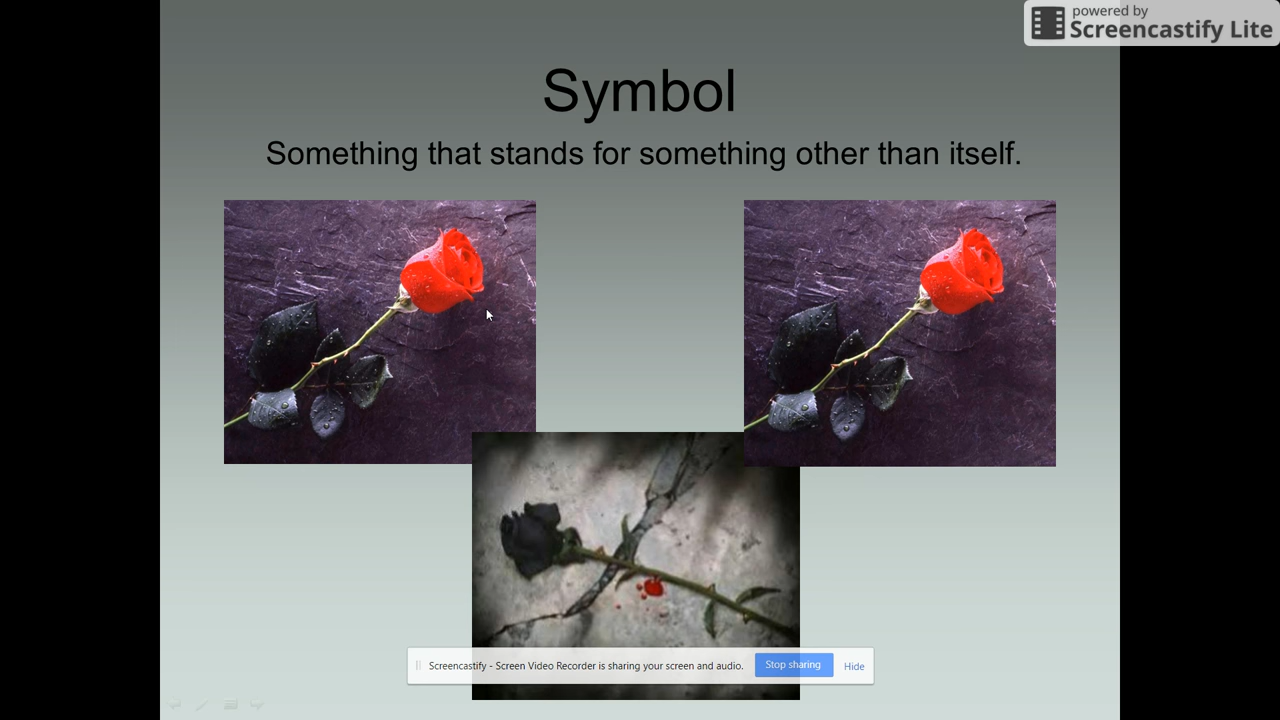 powered by
Screencastify Lite
Symbol
Something that stands for something other than itself.
Screencastify - Screen Video Recorder is sharing your screen and audio.
Stop sharing
Hide